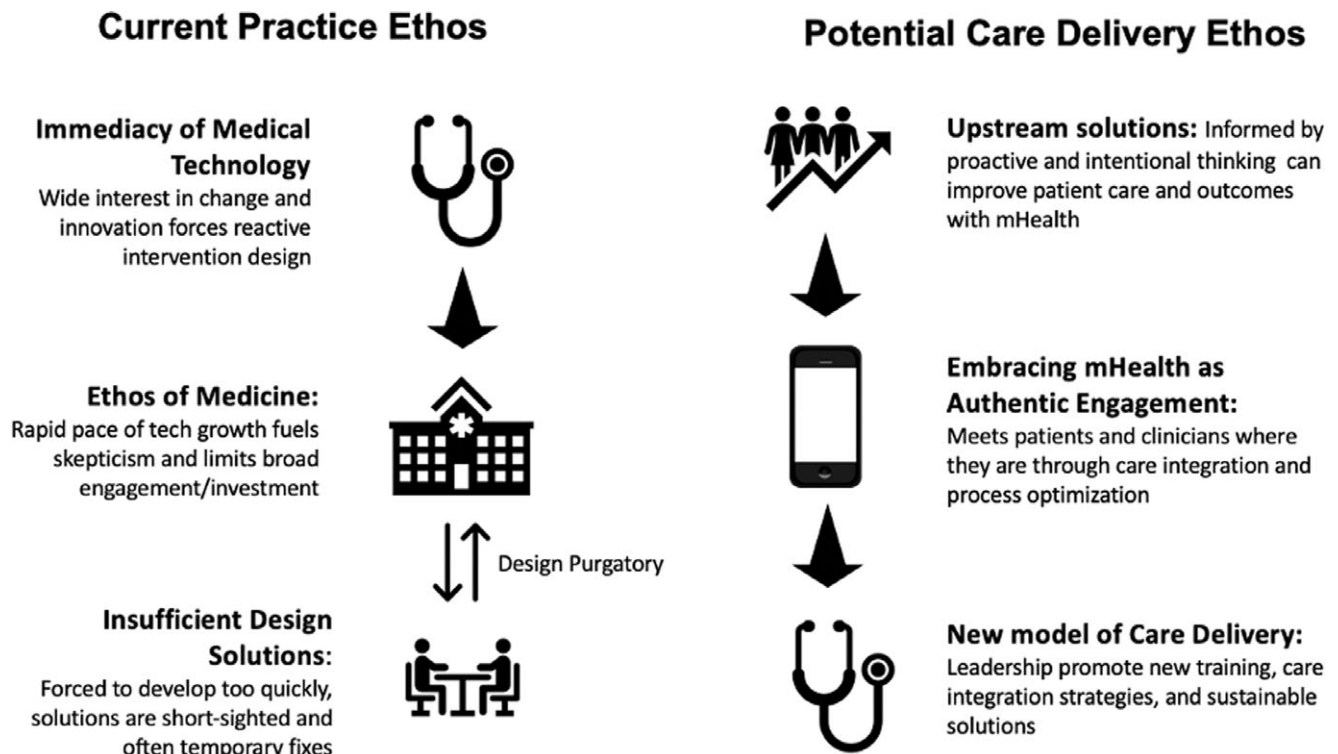 Current Practice Ethos
Immediacy of Medical
Technology
Wide interest in change and
innovation forces reactive
intervention design
Ethos of Medicine:
Rapid pace of tech growth fuels
skepticism and limits broad
engagement/investment
Design Purgatory
Insufficient Design
Solutions:
Forced to develop too quickly,
solutions are short-sighted and
often temporary fixes
Potential Care Delivery Ethos
Upstream solutions: Informed by
proactive and intentional thinking can
improve patient care and outcomes
with mHealth
Embracing mHealth as
Authentic Engagement:
Meets patients and clinicians where
they are through care integration and
process optimization
New model of Care Delivery:
Leadership promote new training, care
integration strategies, and sustainable
solutions